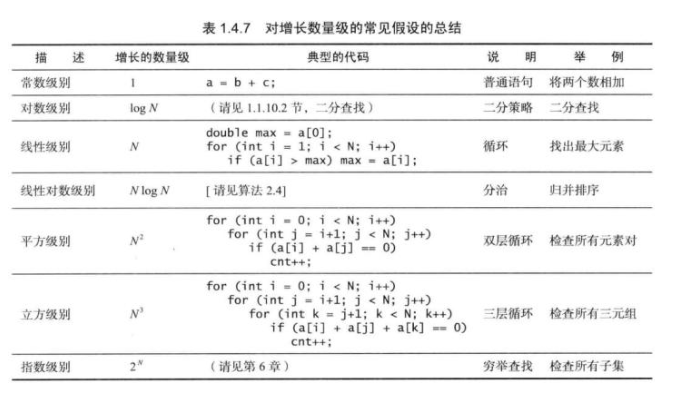 表 1.4.7 对增长数量级的常见假设的总结
描 述 增长的数量级 典型的代码 说 明 举 例
常数级别 1 a = b + c; 普通语句 将两个数相加
对数级别 log N （请见 1.1.10.2 节，二分查找） 二分策略 二分查找
double max = a[0];
线性级别 N for (int i = 1; i < N; i++) 循环 找出最大元素
if (a[i] > max) max = a[i];
线性对数级别 N log N [ 请见算法 2.4] 分治 归并排序
for (int i = 0; i < N; i++)
for (int j = i+1; j < N; j++)
平方级别 N² if (a[i] + a[j] == 0) 双层循环 检查所有元素对
cnt++;
for (int i = 0; i < N; i++)
for (int j = i+1; j < N; j++)
立方级别 N³ for (int k = j+1; k < N; k++) 三层循环 检查所有三元组
if (a[i] + a[j] + a[k] == 0)
cnt++;
指数级别 2ᴺ （请见第 6 章） 穷举查找 检查所有子集